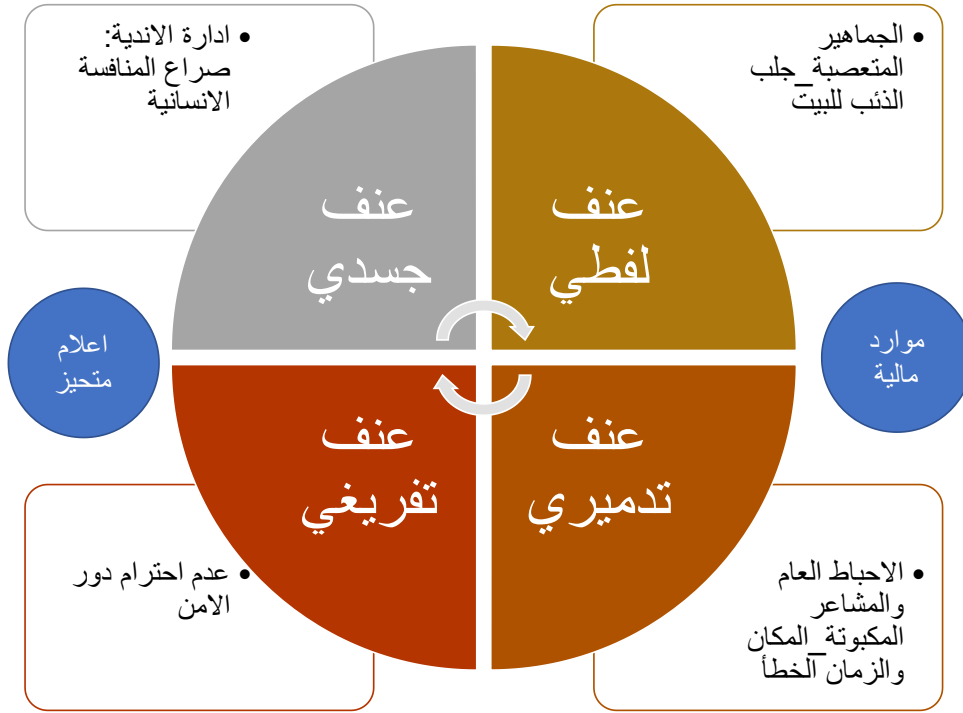 الجماهير
المتعصبة_جلب
الذئب للبيت
ادارة الاندية:
صراع المنافسة
الانسانية
عنف
لفطي
عنف
جسدي
موارد
مالية
اعلام
متحيز
عنف
تدميري
عنف
تفريغي
الاحباط العام
والمشاعر
المكبوتة_المكان
والزمان الخطأ
عدم احترام دور
الامن